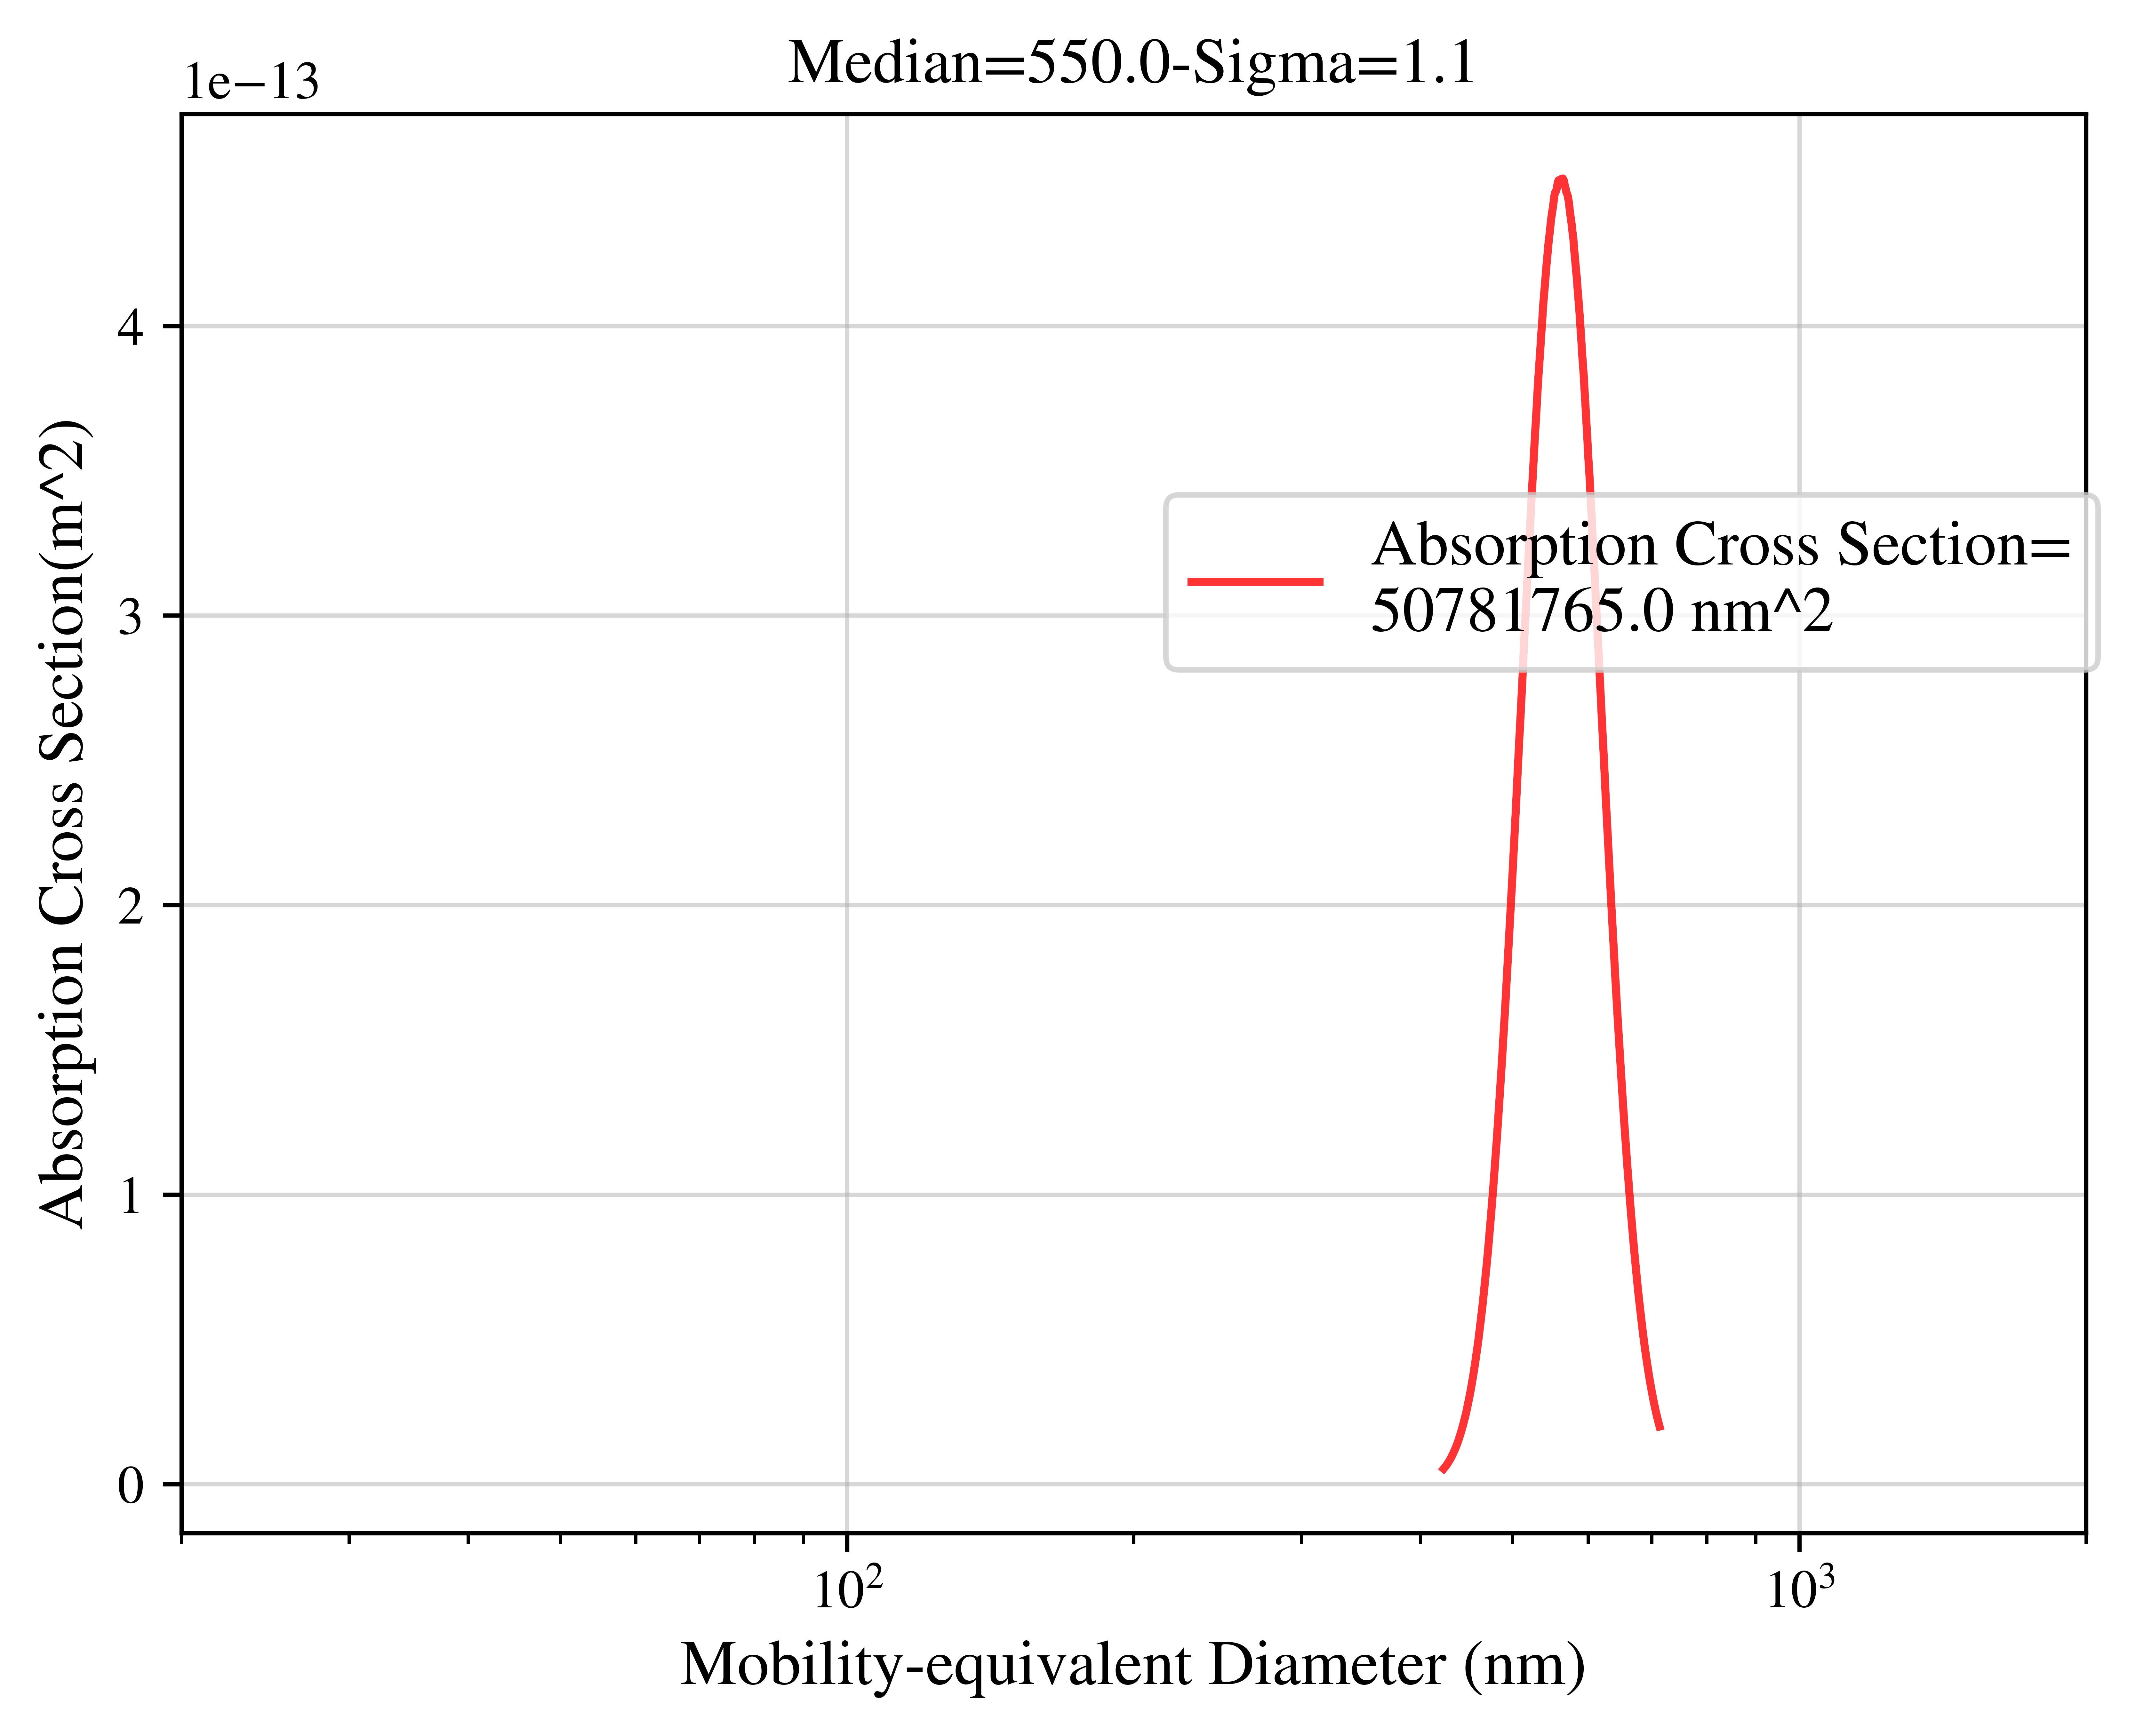 Median=550.0-Sigma=1.1
1e−13
Absorption Cross Section(m^2)
4
3
2
1
0
Absorption Cross Section=
50781765.0 nm^2
10²
10³
Mobility-equivalent Diameter (nm)